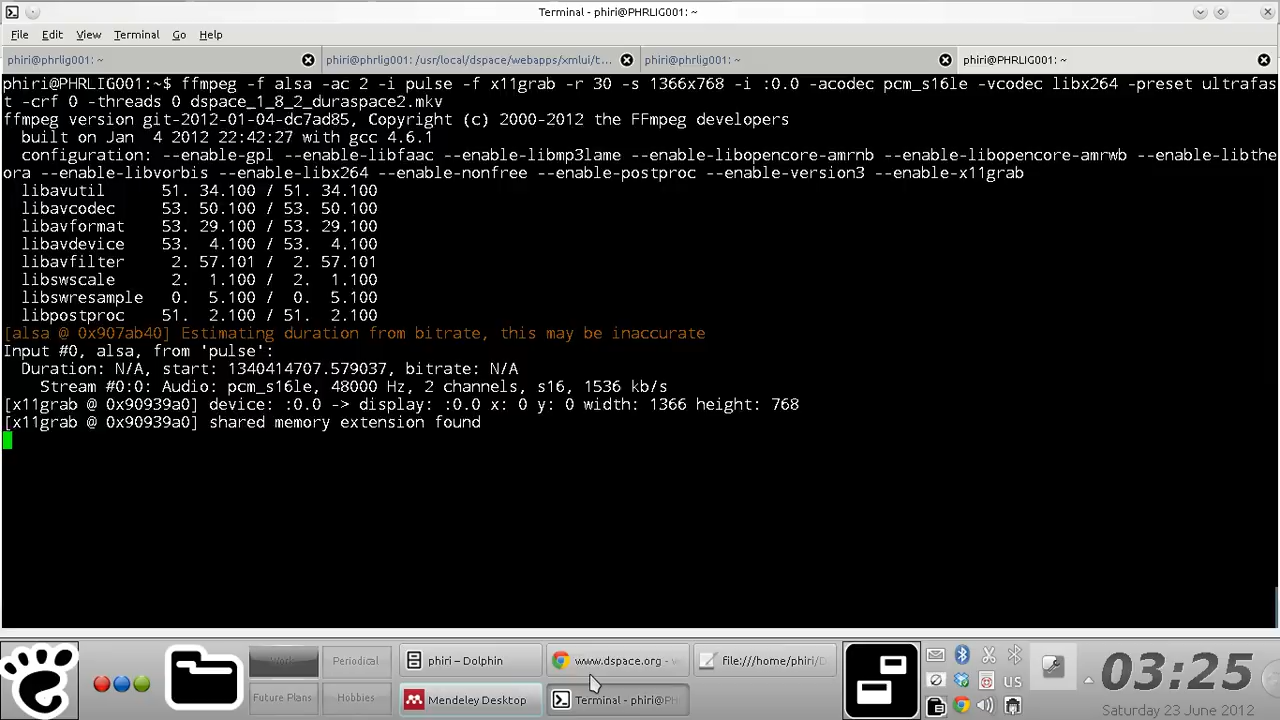 Terminal - phiri@PHRLIG001: ~
File Edit View Terminal Go Help
phiri@phrlig001: ~ phiri@phrlig001: /usr/local/dspace/webapps/xmlui/t... phiri@phrlig001: ~ phiri@PHRLIG001: ~
phiri@PHRLIG001:~$ ffmpeg -f alsa -ac 2 -i pulse -f x11grab -r 30 -s 1366x768 -i :0.0 -acodec pcm_s16le -vcodec libx264 -preset ultrafas
t -crf 0 -threads 0 dspace_1_8_2_duraspace2.mkv
ffmpeg version git-2012-01-04-dc7ad85, Copyright (c) 2000-2012 the FFmpeg developers
built on Jan  4 2012 22:42:27 with gcc 4.6.1
configuration: --enable-gpl --enable-libfaac --enable-libmp3lame --enable-libopencore-amrnb --enable-libopencore-amrwb --enable-libthe
ora --enable-libvorbis --enable-libx264 --enable-nonfree --enable-postproc --enable-version3 --enable-x11grab
libavutil    51. 34.100 / 51. 34.100
libavcodec   53. 50.100 / 53. 50.100
libavformat  53. 29.100 / 53. 29.100
libavdevice  53.  4.100 / 53.  4.100
libavfilter   2. 57.101 /  2. 57.101
libswscale    2.  1.100 /  2.  1.100
libswresample  0.  5.100 /  0.  5.100
libpostproc  51.  2.100 / 51.  2.100
[alsa @ 0x907ab40] Estimating duration from bitrate, this may be inaccurate
Input #0, alsa, from 'pulse':
Duration: N/A, start: 1340414707.579037, bitrate: N/A
Stream #0:0: Audio: pcm_s16le, 48000 Hz, 2 channels, s16, 1536 kb/s
[x11grab @ 0x90939a0] device: :0.0 -> display: :0.0 x: 0 y: 0 width: 1366 height: 768
[x11grab @ 0x90939a0] shared memory extension found
Work Periodical phiri – Dolphin www.dspace.org - file:///home/phiri/D
Future Plans Hobbies Mendeley Desktop Terminal - phiri@PH
US
03:25
Saturday 23 June 2012